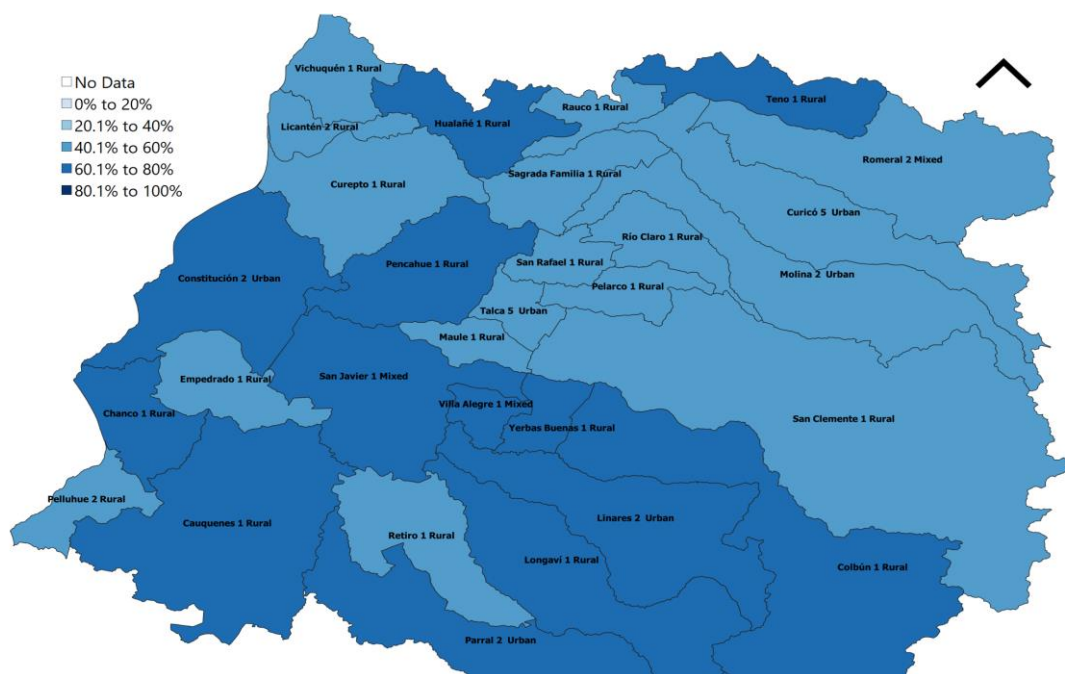 No Data
0% to 20%
20.1% to 40%
40.1% to 60%
60.1% to 80%
80.1% to 100%
Vichuquén 1 Rural
Teno 1 Rural
Rauco 1 Rural
Hualañé 1 Rural
Licantén 2 Rural
Romeral 2 Mixed
Sagrada Familia 1 Rural
Curepto 1 Rural
Curicó 5 Urban
Río Claro 1 Rural
San Rafael 1 Rural
Pencahue 1 Rural
Molina 2 Urban
Constitución 2 Urban
Pelarco 1 Rural
Talca 5 Urban
Maule 1 Rural
Empedrado 1 Rural
San Javier 1 Mixed
Villa Alegre 1 Mixed
Chanco 1 Rural
San Clemente 1 Rural
Yerbas Buenas 1 Rural
Pelluhue 2 Rural
Linares 2 Urban
Cauquenes 1 Rural
Retiro 1 Rural
Longaví 1 Rural
Colbún 1 Rural
Parral 2 Urban